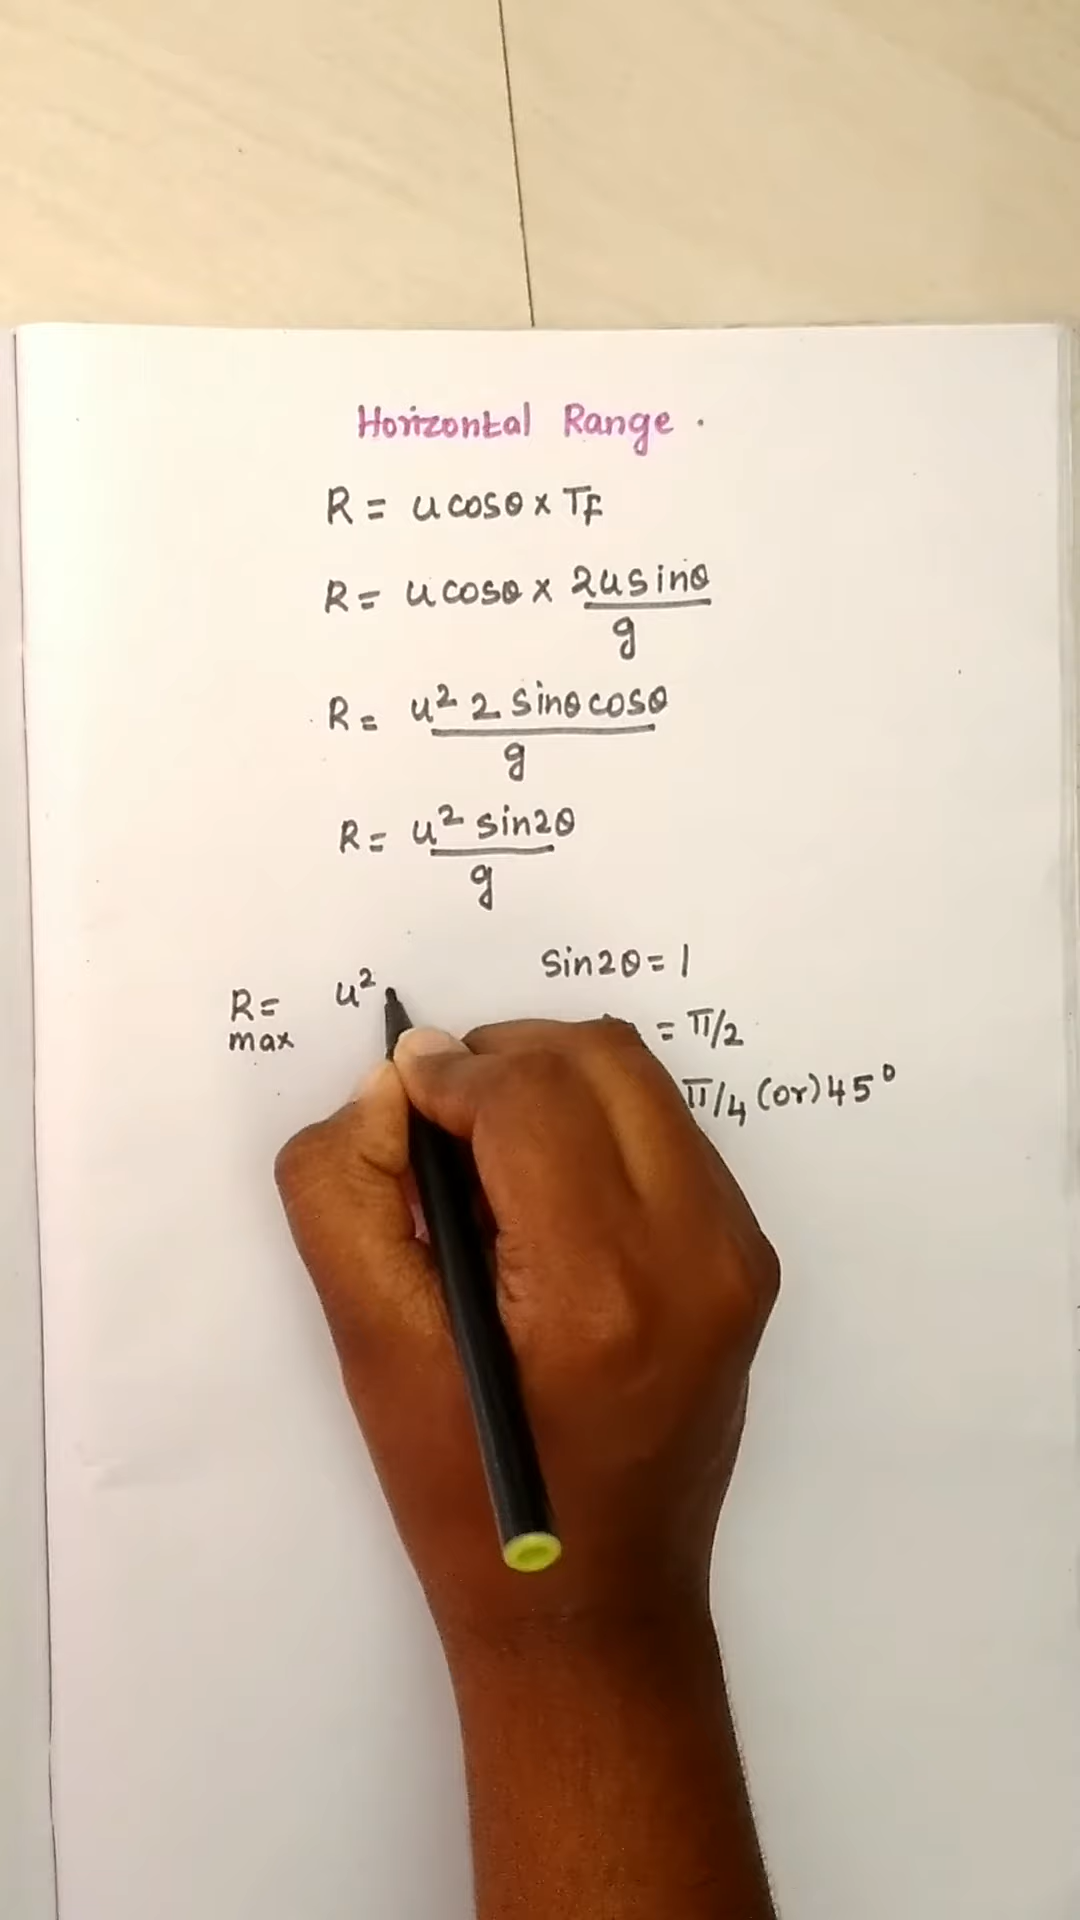 Horizontal Range .
R = u cosθ x TF
R = u cosθ x 2u sinθ / g
R = u² 2 sinθ cosθ / g
R = u² sin2θ / g
R max = u²
sin2θ = 1
= π/2
π/4 (or) 45°